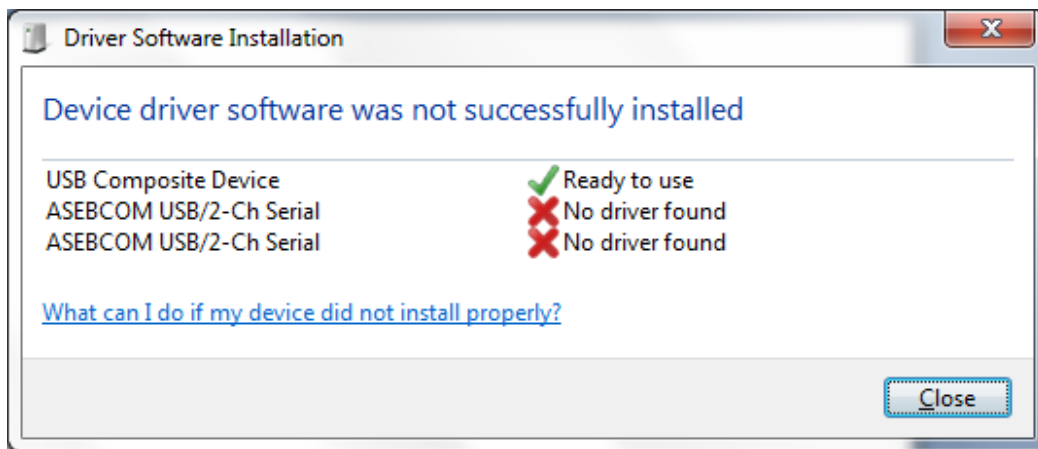 Driver Software Installation
Device driver software was not successfully installed
USB Composite Device Ready to use
ASEBCOM USB/2-Ch Serial No driver found
ASEBCOM USB/2-Ch Serial No driver found
What can I do if my device did not install properly?
Close